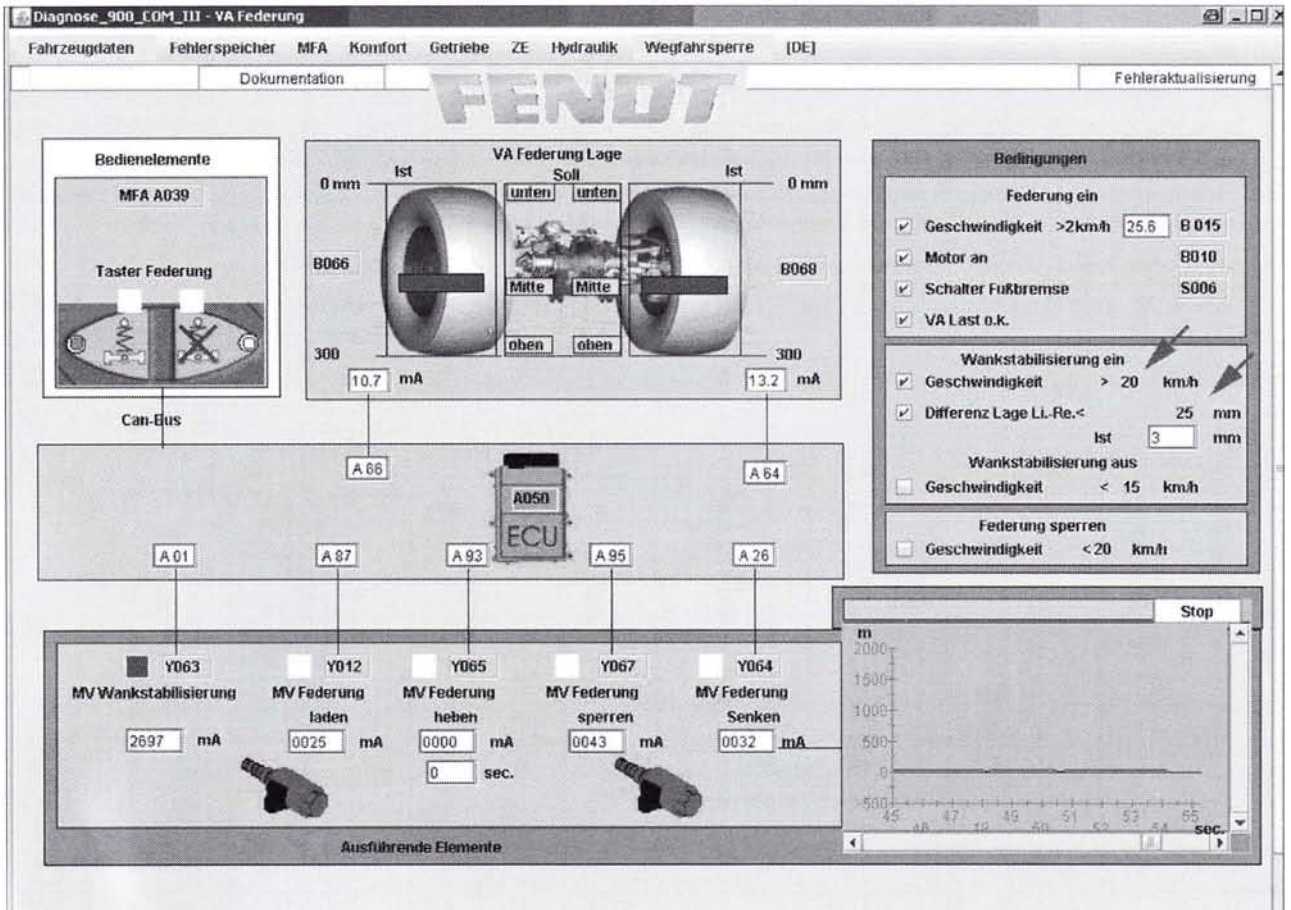 Diagnose_900_COM_III - VA Federung
Fahrzeugdaten Fehlerspeicher MFA Komfort Getriebe ZE Hydraulik Wegfahrsperre [DE]
Dokumentation Fehleraktualisierung
FENDT
Bedienelemente
MFA A039
Taster Federung
Can-Bus
VA Federung Lage
Ist Soll Ist
0 mm unten unten 0 mm
B066 B068
Mitte Mitte
oben oben
300 300
10.7 mA 13.2 mA
Bedingungen
Federung ein
Geschwindigkeit >2km/h 25.6 B 015
Motor an B010
Schalter Fußbremse S006
VA Last o.k.
Wankstabilisierung ein
Geschwindigkeit > 20 km/h
Differenz Lage Li.-Re.< 25 mm
Ist 3 mm
Wankstabilisierung aus
Geschwindigkeit < 15 km/h
Federung sperren
Geschwindigkeit <20 km/h
A 66 A 64
A050
ECU
A 01 A 87 A 93 A 95 A 26
Y063 Y012 Y065 Y067 Y064
MV Wankstabilisierung MV Federung MV Federung MV Federung MV Federung
laden heben sperren Senken
2697 mA 0025 mA 0000 mA 0043 mA 0032 mA
0 sec.
Ausführende Elemente
Stop
m
2000
1500
1000
500
0
-500
45 47 49 51 53 55
46 48 50 52 54 sec.